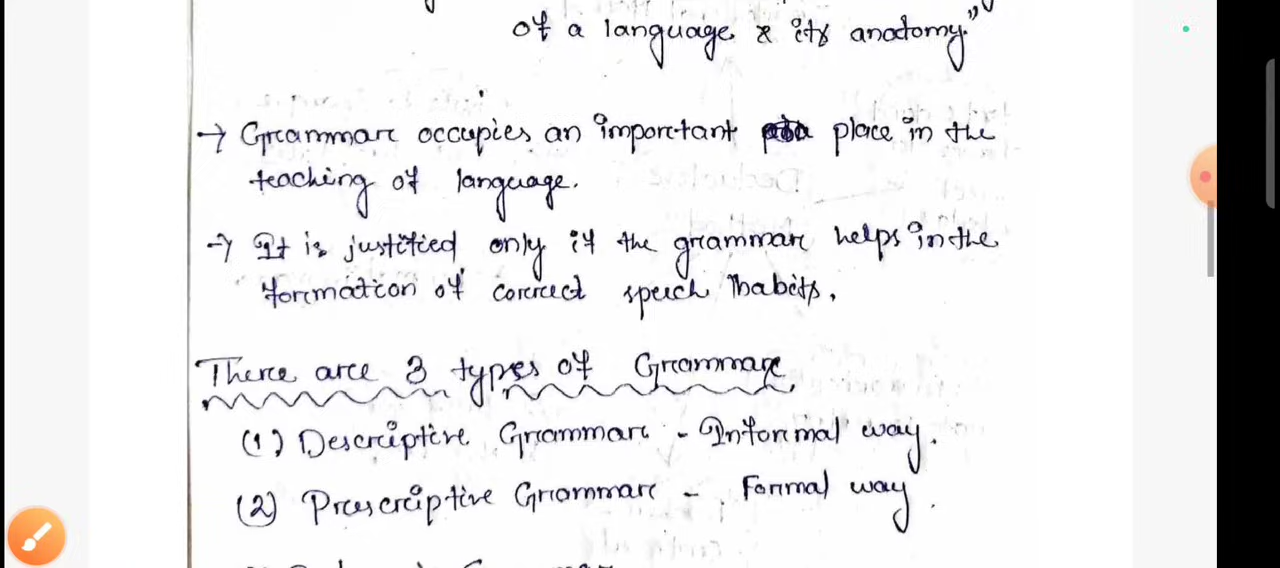 of a language & its anatomy."
→ Grammar occupies an important place in the
teaching of language.
→ It is justified only if the grammar helps in the
formation of correct speech habits.
There are 3 types of Grammar.
(1) Descriptive Grammar - Informal way.
(2) Prescriptive Grammar - Formal way.